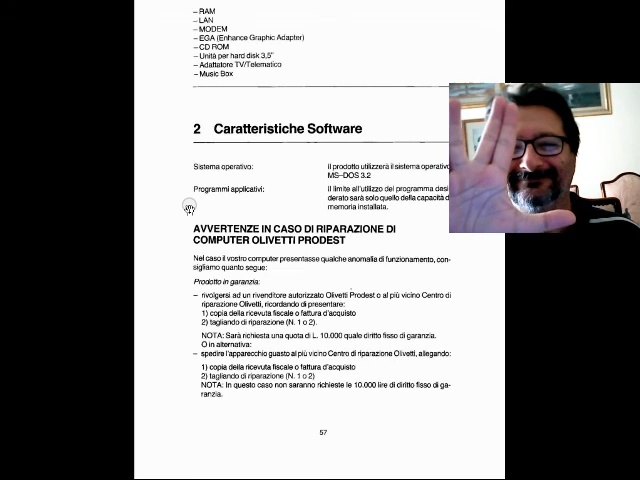 – RAM
– LAN
– MODEM
– EGA (Enhance Graphic Adapter)
– CD ROM
– Unità per hard disk 3,5"
– Adattatore TV/Telematico
– Music Box
2 Caratteristiche Software
Sistema operativo: il prodotto utilizzerà il sistema operativo
MS–DOS 3.2
Programmi applicativi: il limite all'utilizzo del programma desi
derato sarà solo quello della capacità d
memoria installata.
AVVERTENZE IN CASO DI RIPARAZIONE DI
COMPUTER OLIVETTI PRODEST
Nel caso il vostro computer presentasse qualche anomalia di funzionamento, con-
sigliamo quanto segue:
Prodotto in garanzia:
– rivolgersi ad un rivenditore autorizzato Olivetti Prodest o al più vicino Centro di
riparazione Olivetti, ricordando di presentare:
1) copia della ricevuta fiscale o fattura d'acquisto
2) tagliando di riparazione (N. 1 o 2).
NOTA: Sarà richiesta una quota di L. 10.000 quale diritto fisso di garanzia.
O in alternativa:
– spedire l'apparecchio guasto al più vicino Centro di riparazione Olivetti, allegando:
1) copia della ricevuta fiscale o fattura d'acquisto
2) tagliando di riparazione (N. 1 o 2)
NOTA: In questo caso non saranno richieste le 10.000 lire di diritto fisso di ga-
ranzia.
57